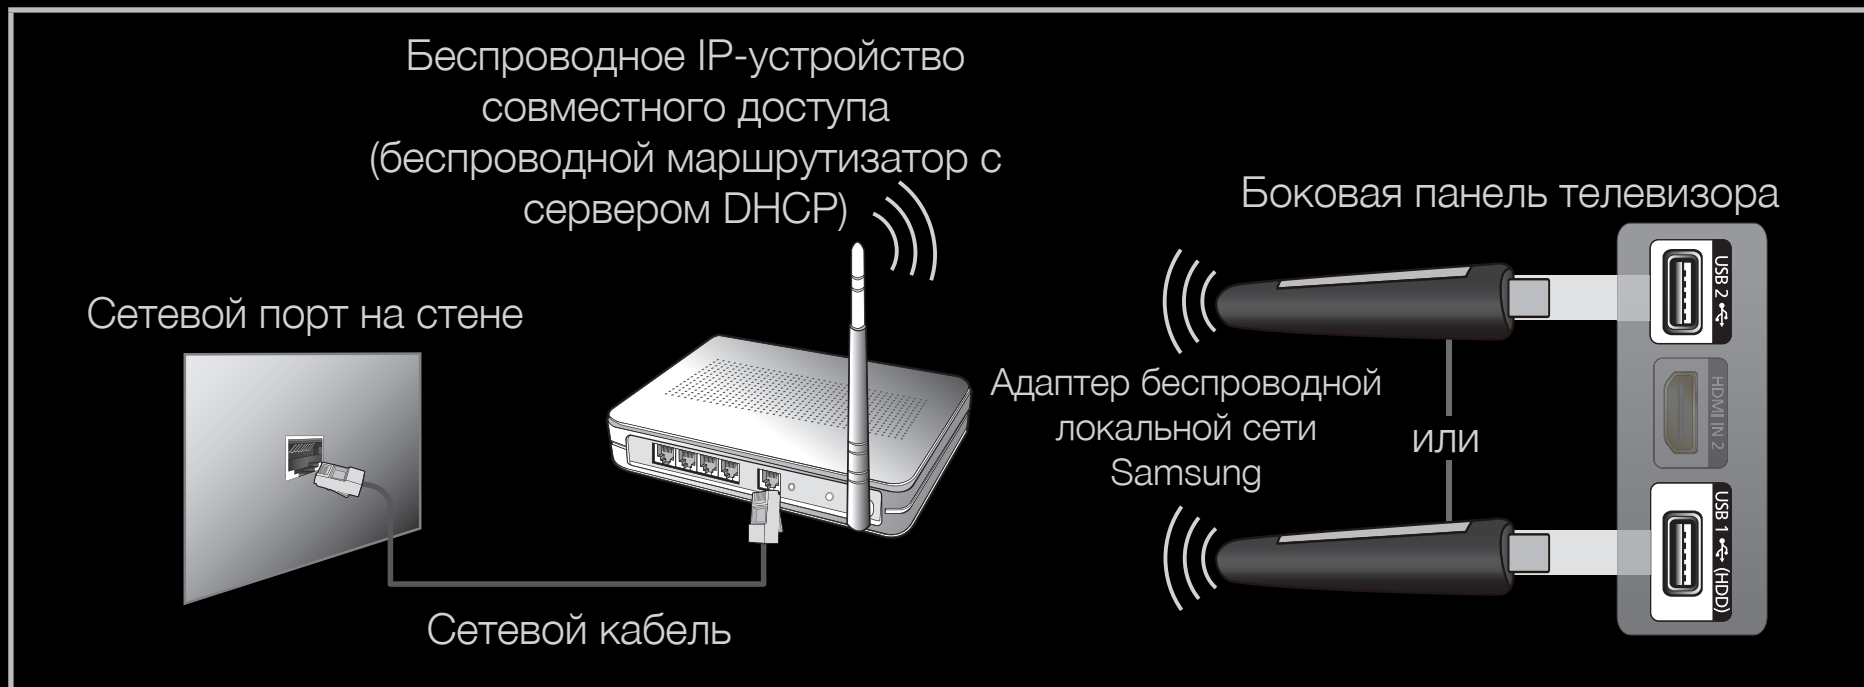 Беспроводное IP-устройство
совместного доступа
(беспроводной маршрутизатор с
сервером DHCP)
Боковая панель телевизора
Сетевой порт на стене
USB 2
Адаптер беспроводной
локальной сети
Samsung
или
HDMI IN 2
USB 1 (HDD)
Сетевой кабель